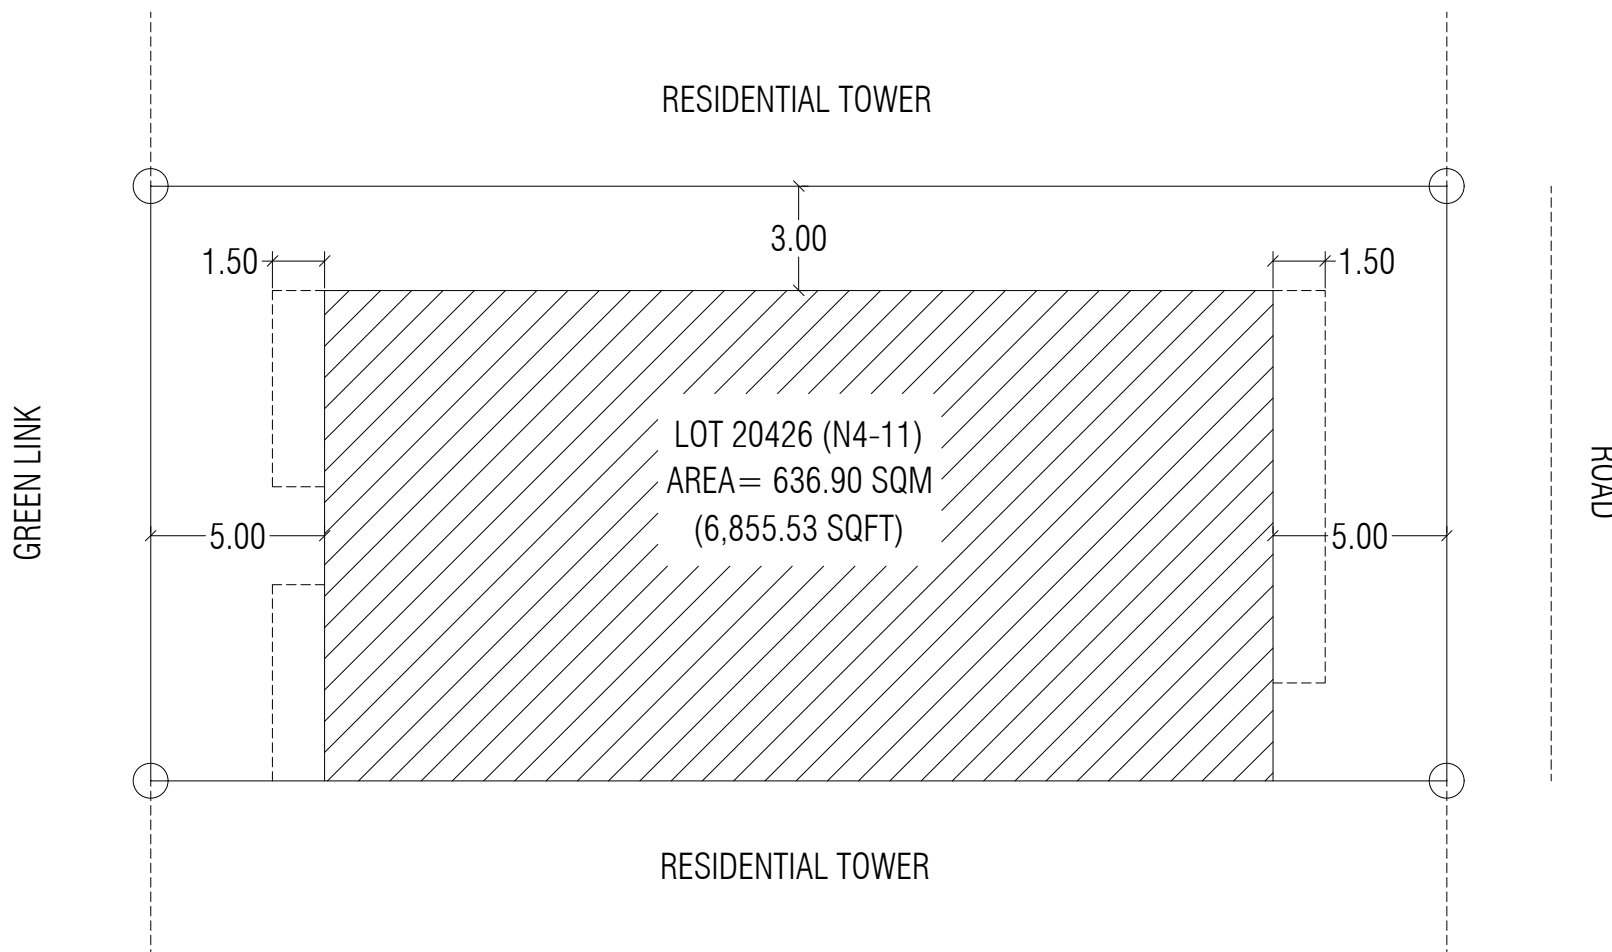 RESIDENTIAL TOWER
3.00
1.50
1.50
LOT 20426 (N4-11)
AREA= 636.90 SQM
(6,855.53 SQFT)
GREEN LINK
ROAD
5.00
5.00
RESIDENTIAL TOWER